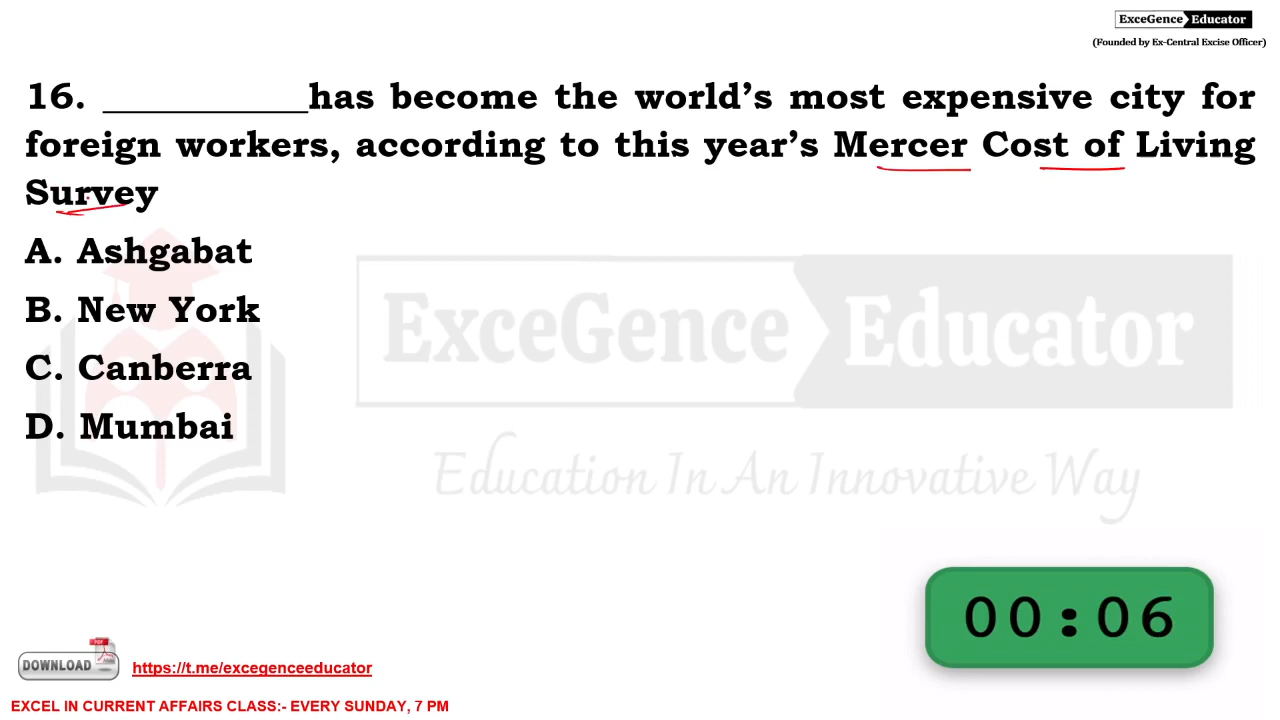 ExceGence Educator
(Founded by Ex-Central Excise Officer)
16. ___________has become the world’s most expensive city for
foreign workers, according to this year’s Mercer Cost of Living
Survey
A. Ashgabat
B. New York
C. Canberra
D. Mumbai
ExceGence Educator
Education In An Innovative Way
00:06
PDF
DOWNLOAD
https://t.me/excegenceeducator
EXCEL IN CURRENT AFFAIRS CLASS:- EVERY SUNDAY, 7 PM